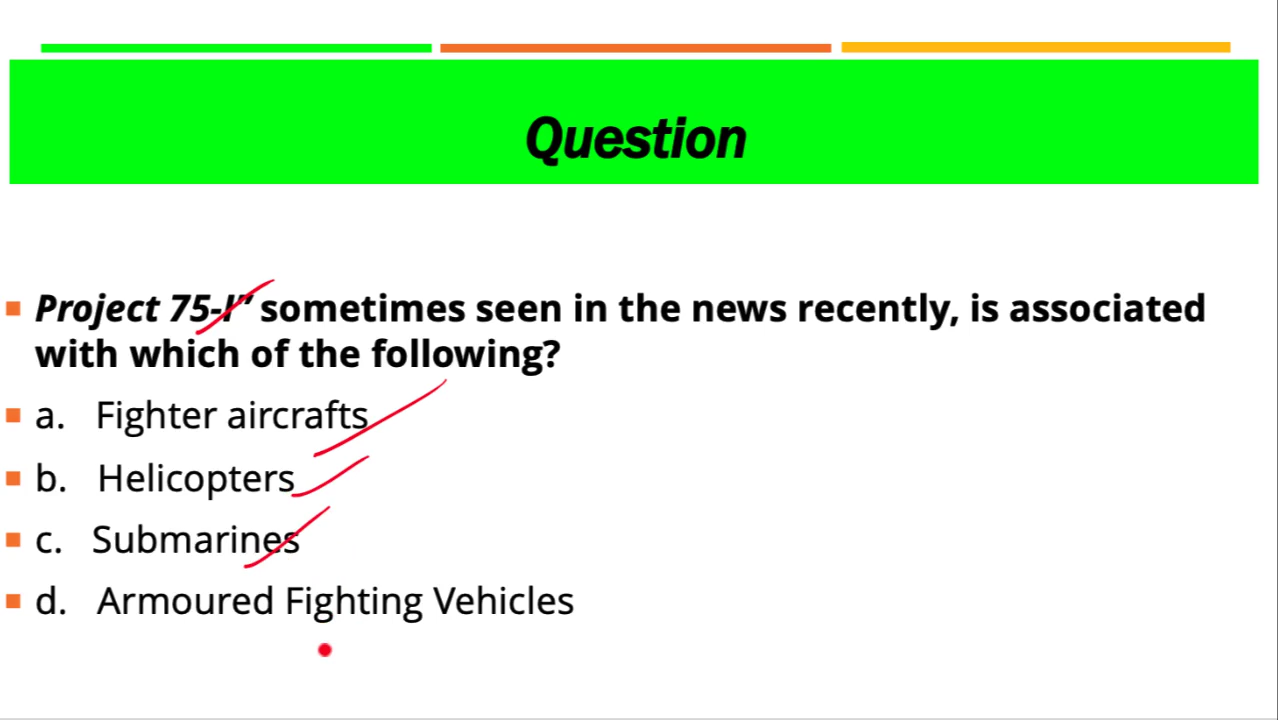 Question
Project 75-I” sometimes seen in the news recently, is associated
with which of the following?
a. Fighter aircrafts
b. Helicopters
c. Submarines
d. Armoured Fighting Vehicles